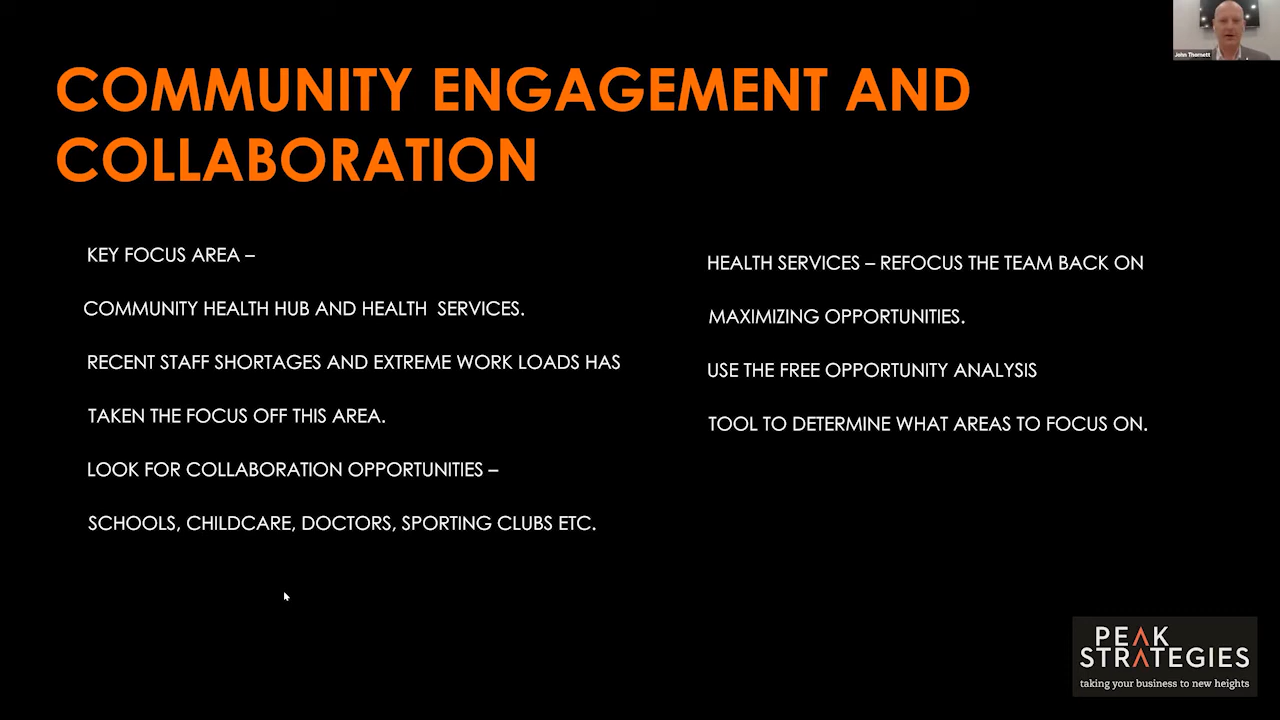 John Thornett
COMMUNITY ENGAGEMENT AND
COLLABORATION
KEY FOCUS AREA –
COMMUNITY HEALTH HUB AND HEALTH SERVICES.
RECENT STAFF SHORTAGES AND EXTREME WORK LOADS HAS
TAKEN THE FOCUS OFF THIS AREA.
LOOK FOR COLLABORATION OPPORTUNITIES –
SCHOOLS, CHILDCARE, DOCTORS, SPORTING CLUBS ETC.
HEALTH SERVICES – REFOCUS THE TEAM BACK ON
MAXIMIZING OPPORTUNITIES.
USE THE FREE OPPORTUNITY ANALYSIS
TOOL TO DETERMINE WHAT AREAS TO FOCUS ON.
PEAK
STRATEGIES
taking your business to new heights